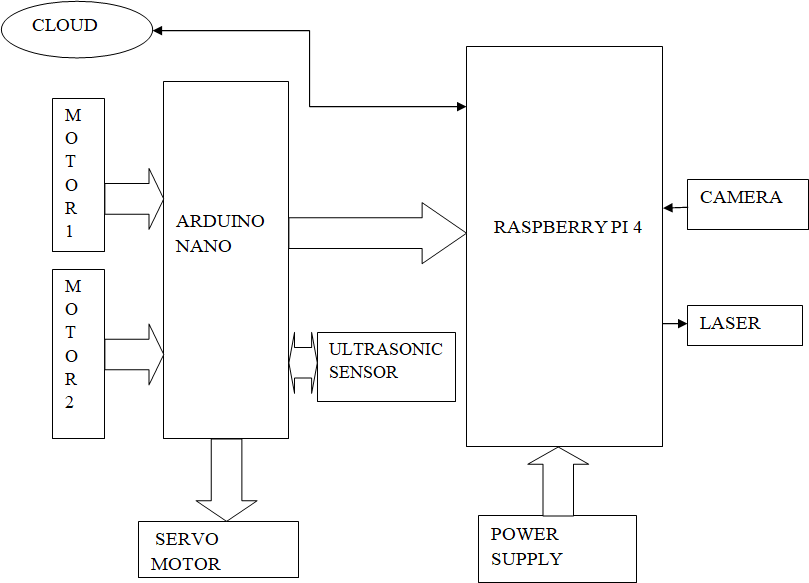 CLOUD
M
O
T
O
R
1
ARDUINO
NANO
RASPBERRY PI 4
CAMERA
M
O
T
O
R
2
LASER
ULTRASONIC
SENSOR
SERVO
MOTOR
POWER
SUPPLY